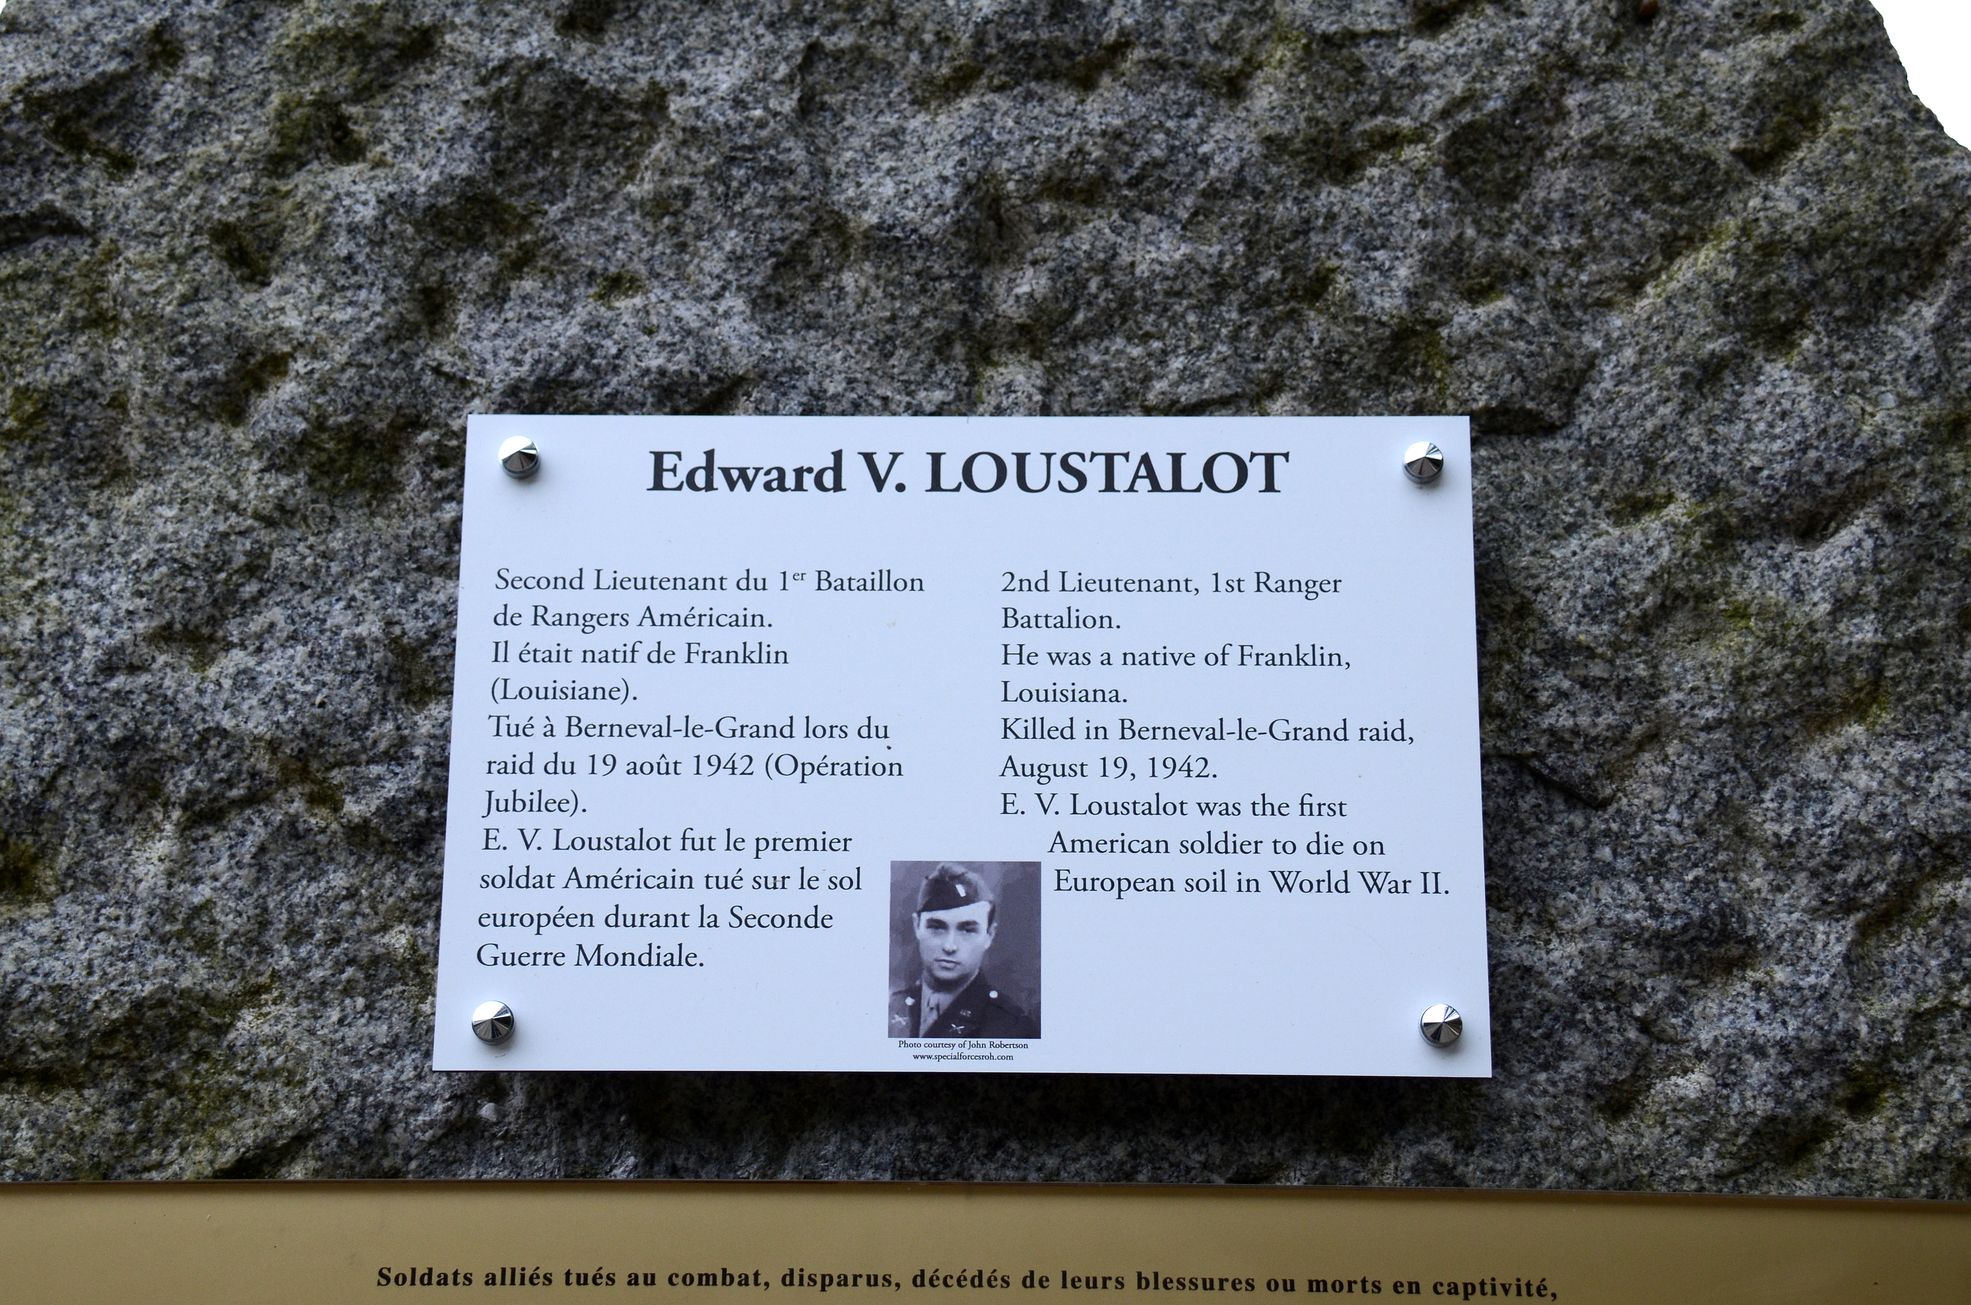 Edward V. LOUSTALOT
Second Lieutenant du 1er Bataillon
de Rangers Américain.
Il était natif de Franklin
(Louisiane).
Tué à Berneval-le-Grand lors du
raid du 19 août 1942 (Opération
Jubilee).
E. V. Loustalot fut le premier
soldat Américain tué sur le sol
européen durant la Seconde
Guerre Mondiale.
2nd Lieutenant, 1st Ranger
Battalion.
He was a native of Franklin,
Louisiana.
Killed in Berneval-le-Grand raid,
August 19, 1942.
E. V. Loustalot was the first
American soldier to die on
European soil in World War II.
Photo courtesy of John Robertson
www.specialforcesroh.com
Soldats alliés tués au combat, disparus, décédés de leurs blessures ou morts en captivité,